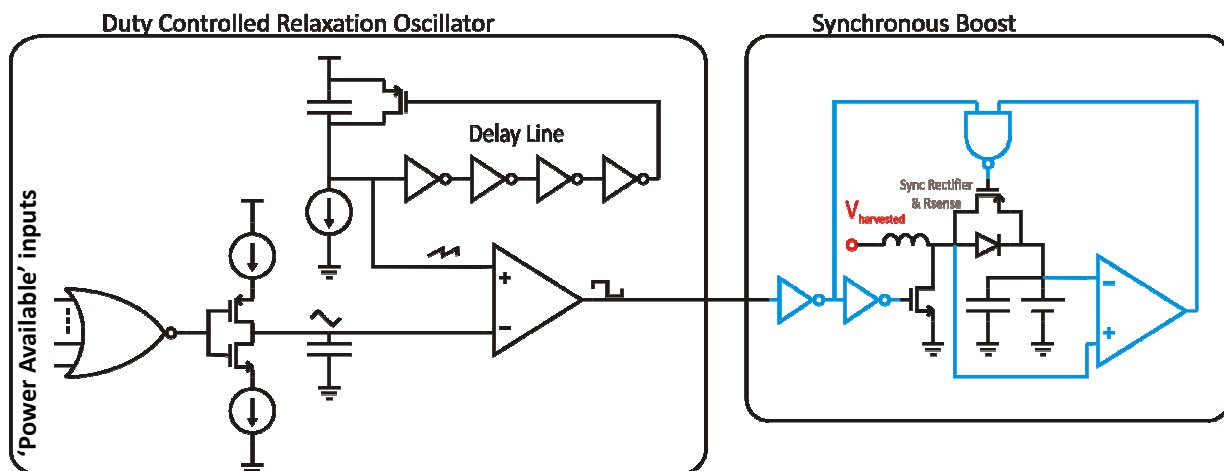 Duty Controlled Relaxation Oscillator
Synchronous Boost
Delay Line
'Power Available' inputs
+
−
Sync Rectifier
& Rsense
Vharvested
−
+